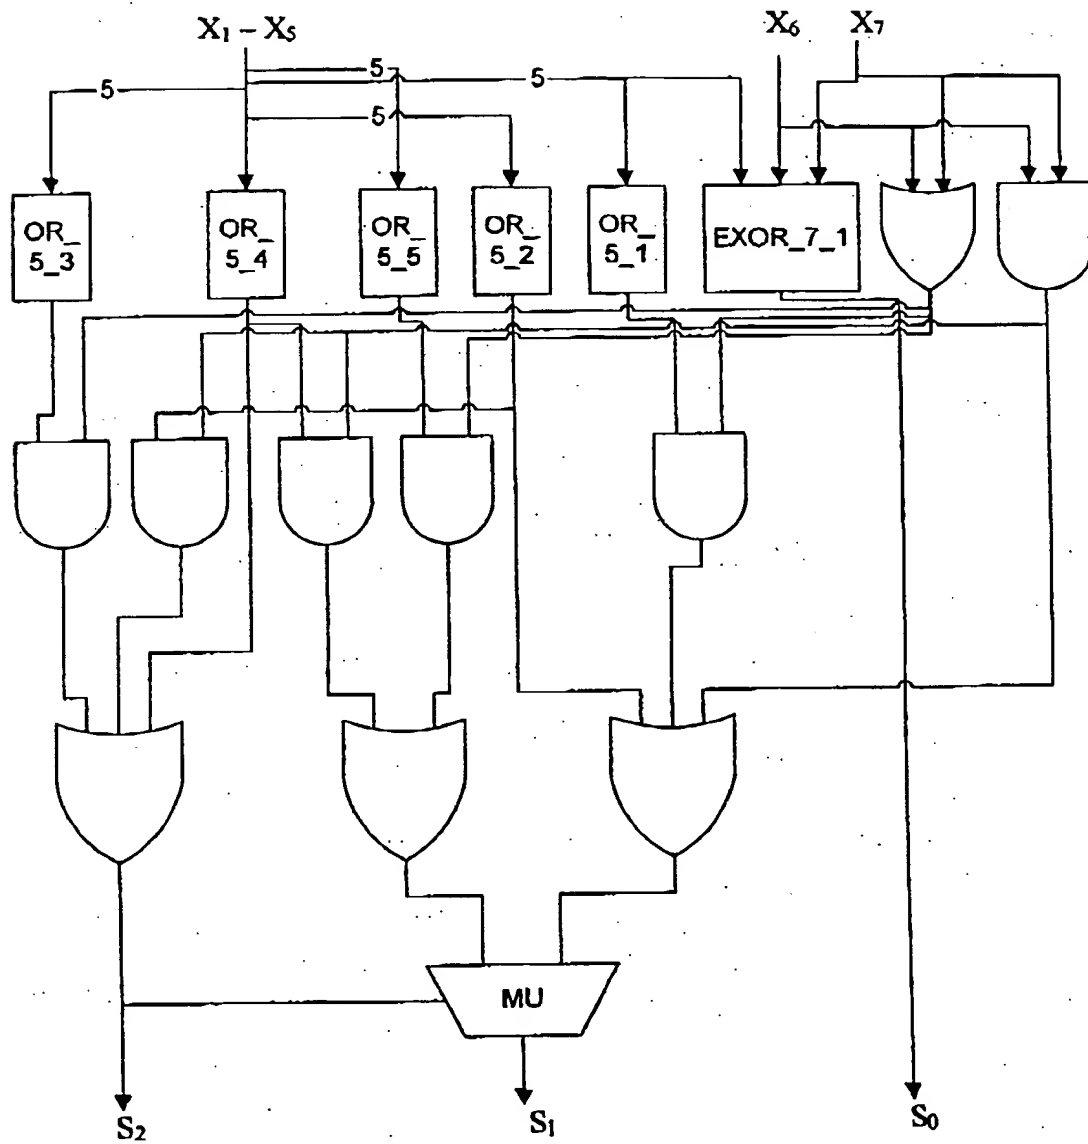 X₁ – X₅
X₆
X₇
5
5
5
5
OR_
5_3
OR_
5_4
OR_
5_5
OR_
5_2
OR_
5_1
EXOR_7_1
MU
S₂
S₁
S₀